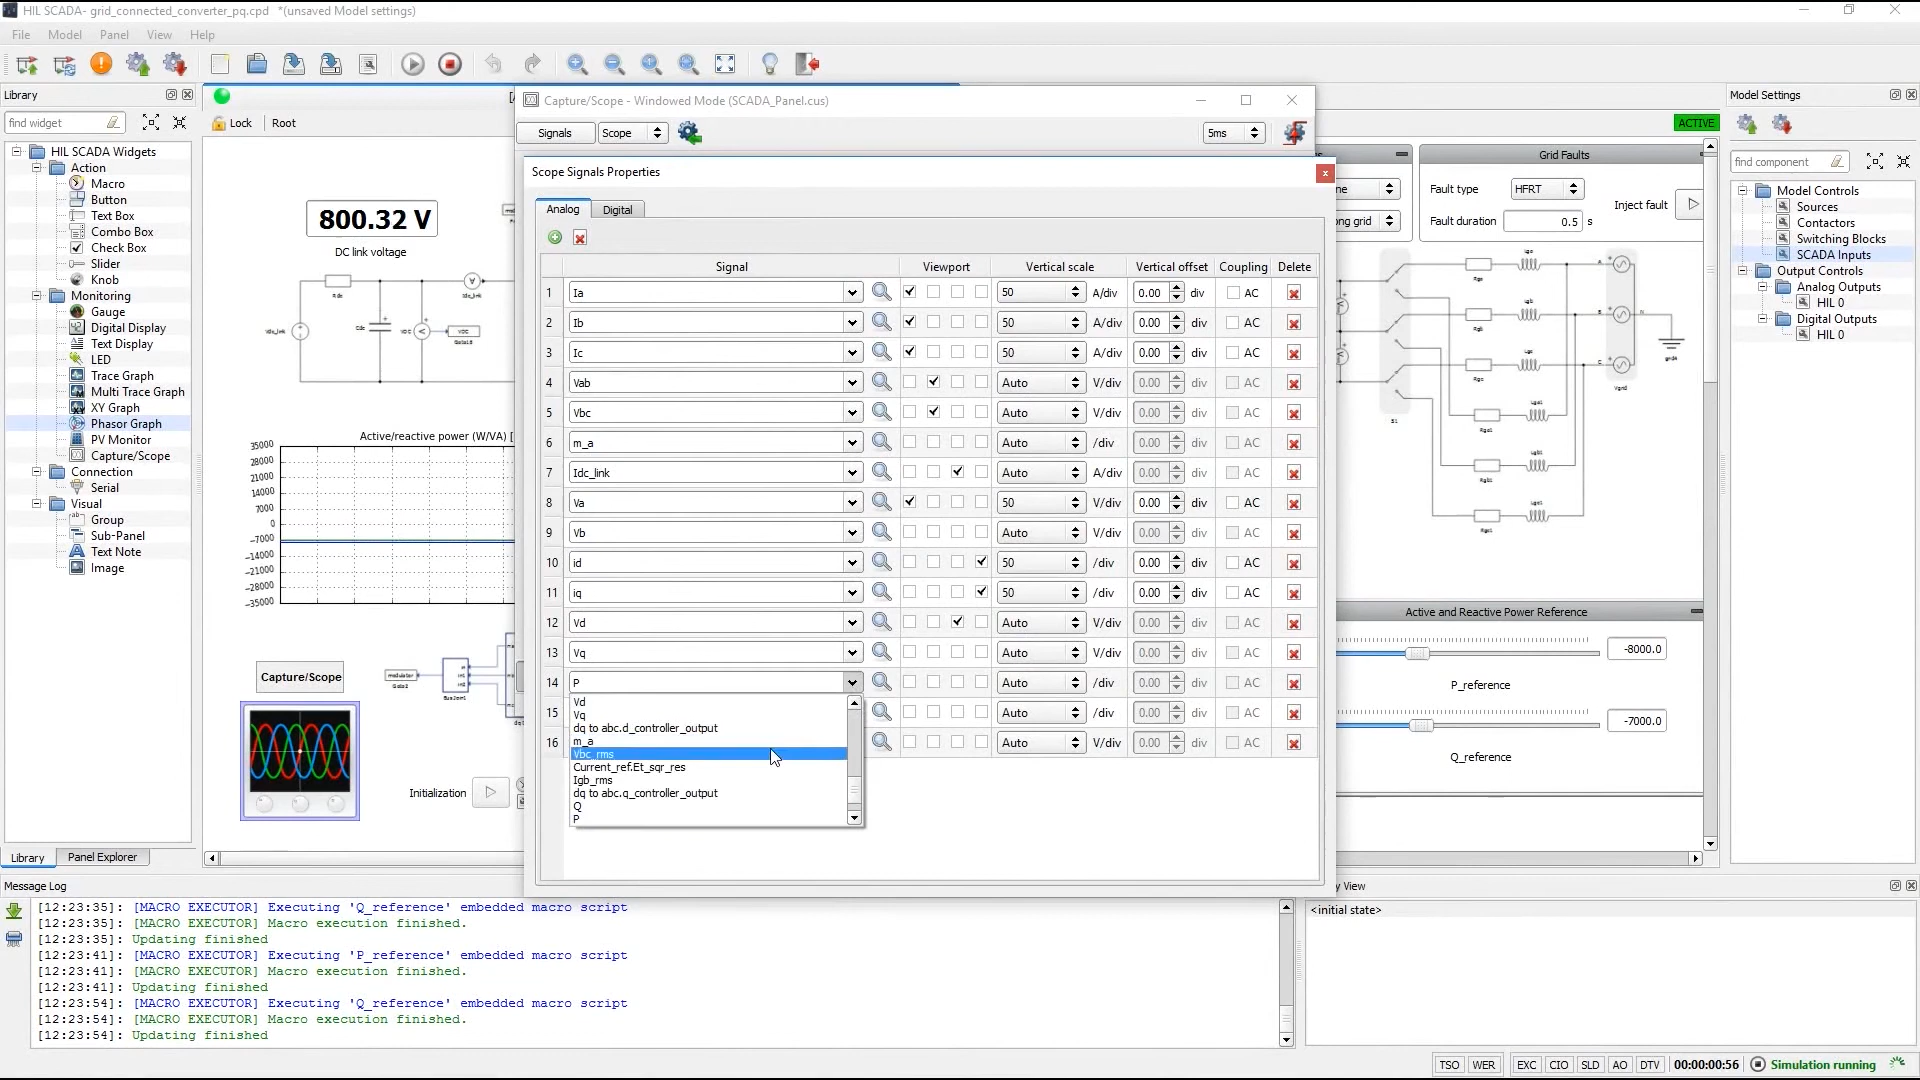 HIL SCADA- grid_connected_converter_pq.cpd   *(unsaved Model settings)
File   Model   Panel   View   Help
Library
find widget
HIL SCADA Widgets
Action
Macro
Button
Text Box
Combo Box
Check Box
Slider
Knob
Monitoring
Gauge
Digital Display
Text Display
LED
Trace Graph
Multi Trace Graph
XY Graph
Phasor Graph
PV Monitor
Capture/Scope
Connection
Serial
Visual
Group
Sub-Panel
Text Note
Image
Library   Panel Explorer
Lock   Root
800.32 V
DC link voltage
Active/reactive power (W/VA) [
35000
28000
21000
14000
7000
0
-7000
-14000
-21000
-28000
-35000
Capture/Scope
Initialization
Capture/Scope - Windowed Mode (SCADA_Panel.cus)
Signals   Scope   5ms
Scope Signals Properties
Analog   Digital
Signal   Viewport   Vertical scale   Vertical offset   Coupling   Delete
1   Ia   50   A/div   0.00   div   AC
2   Ib   50   A/div   0.00   div   AC
3   Ic   50   A/div   0.00   div   AC
4   Vab   Auto   V/div   0.00   div   AC
5   Vbc   Auto   V/div   0.00   div   AC
6   m_a   Auto   /div   0.00   div   AC
7   Idc_link   Auto   A/div   0.00   div   AC
8   Va   50   V/div   0.00   div   AC
9   Vb   Auto   V/div   0.00   div   AC
10   id   50   /div   0.00   div   AC
11   iq   50   /div   0.00   div   AC
12   Vd   Auto   V/div   0.00   div   AC
13   Vq   Auto   V/div   0.00   div   AC
14   P   Auto   /div   0.00   div   AC
15   Auto   /div   0.00   div   AC
16   Auto   V/div   0.00   div   AC
Vd
Vq
dq to abc.d_controller_output
m_a
Vbc_rms
Current_ref.Et_sqr_res
Igb_rms
dq to abc.q_controller_output
Q
P
ACTIVE
Grid Faults
Fault type   HFRT
Inject fault
Fault duration   0.5   s
ong grid
Active and Reactive Power Reference
-8000.0
P_reference
-7000.0
Q_reference
Model Settings
find component
Model Controls
Sources
Contactors
Switching Blocks
SCADA Inputs
Output Controls
Analog Outputs
HIL 0
Digital Outputs
HIL 0
Message Log
[12:23:35]: [MACRO EXECUTOR] Executing 'Q_reference' embedded macro script
[12:23:35]: [MACRO EXECUTOR] Macro execution finished.
[12:23:35]: Updating finished
[12:23:41]: [MACRO EXECUTOR] Executing 'P_reference' embedded macro script
[12:23:41]: [MACRO EXECUTOR] Macro execution finished.
[12:23:41]: Updating finished
[12:23:54]: [MACRO EXECUTOR] Executing 'Q_reference' embedded macro script
[12:23:54]: [MACRO EXECUTOR] Macro execution finished.
[12:23:54]: Updating finished
y View
<initial state>
TSO   WER   EXC   CIO   SLD   AO   DTV   00:00:00:56   Simulation running